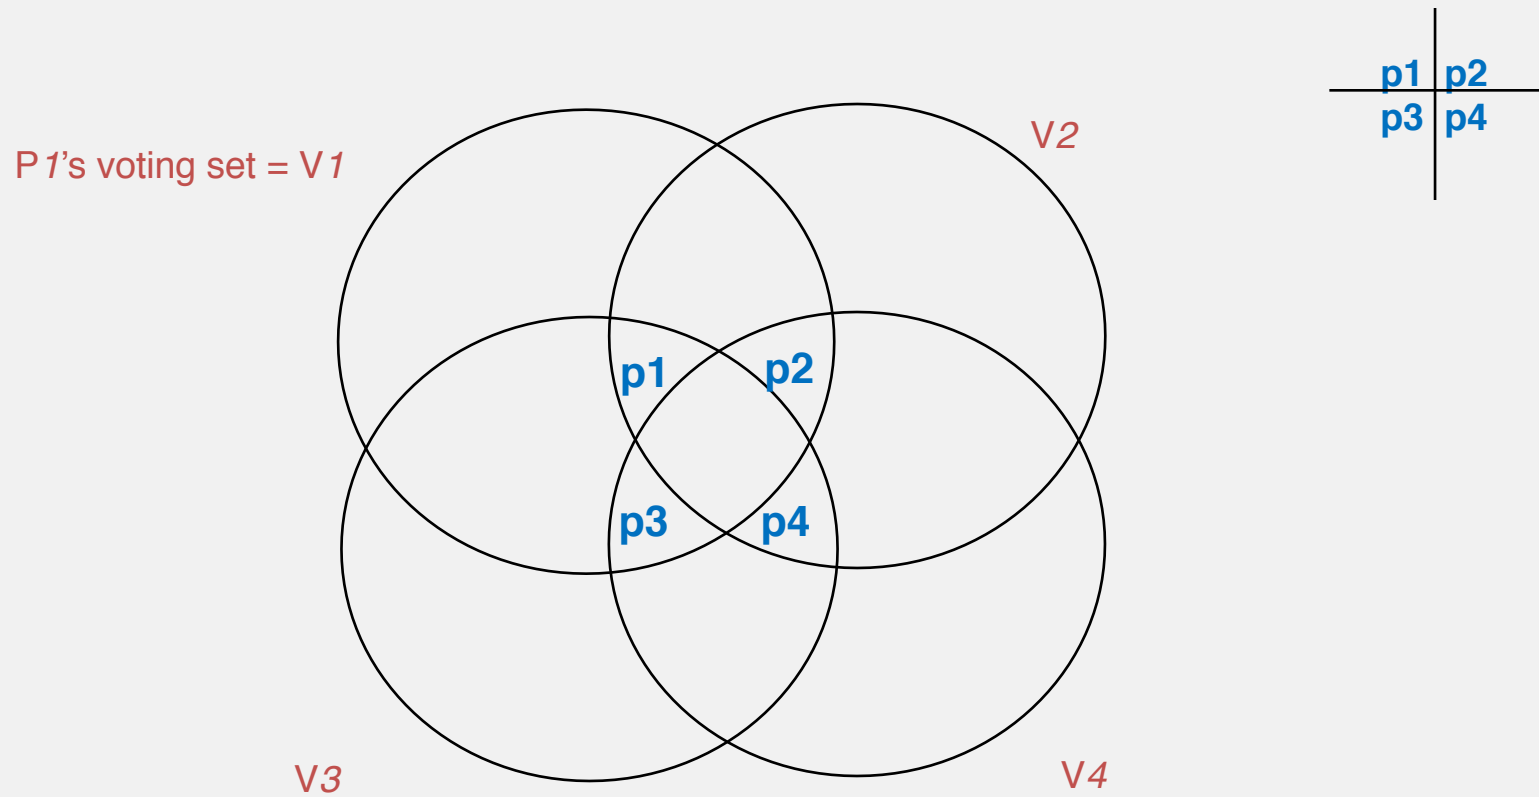 P1's voting set = V1
V2
p1 p2
p3 p4
p1 p2
p3 p4
V3
V4